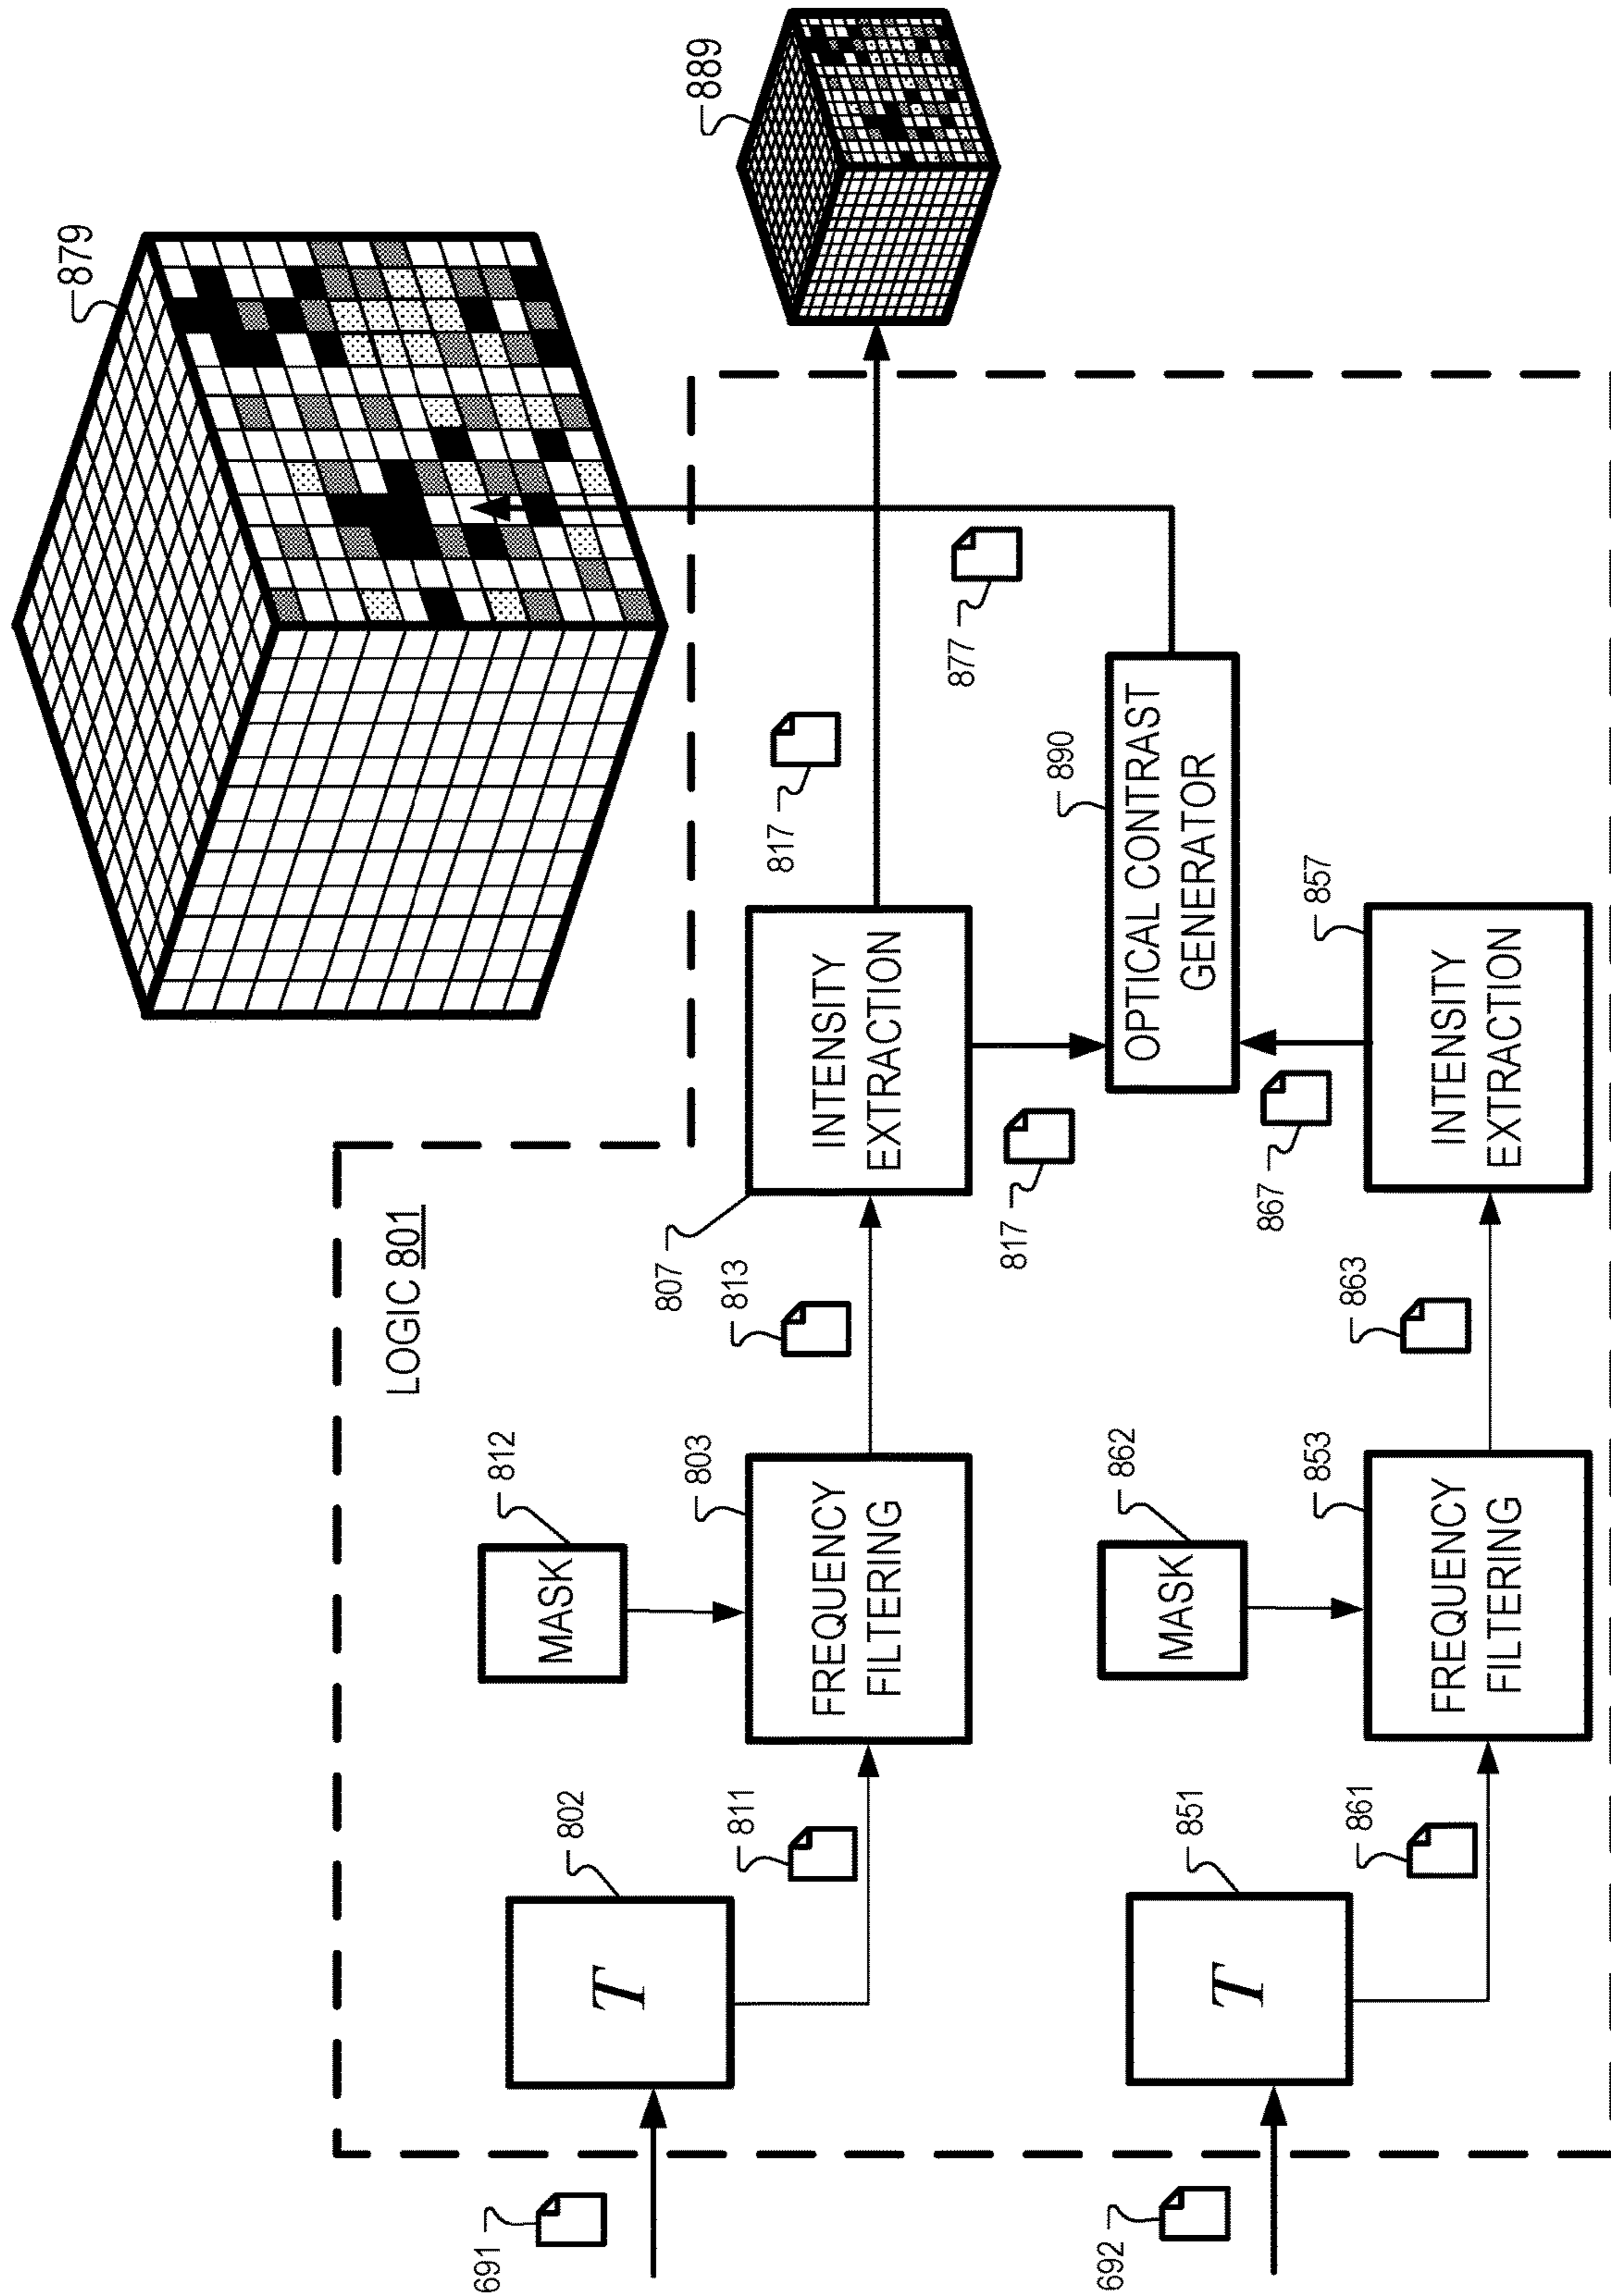 879
889
LOGIC 801
691
T
802
811
MASK
812
FREQUENCY
FILTERING
803
813
807
INTENSITY
EXTRACTION
817
817
877
OPTICAL CONTRAST
GENERATOR
890
867
692
T
851
861
MASK
862
FREQUENCY
FILTERING
853
863
INTENSITY
EXTRACTION
857